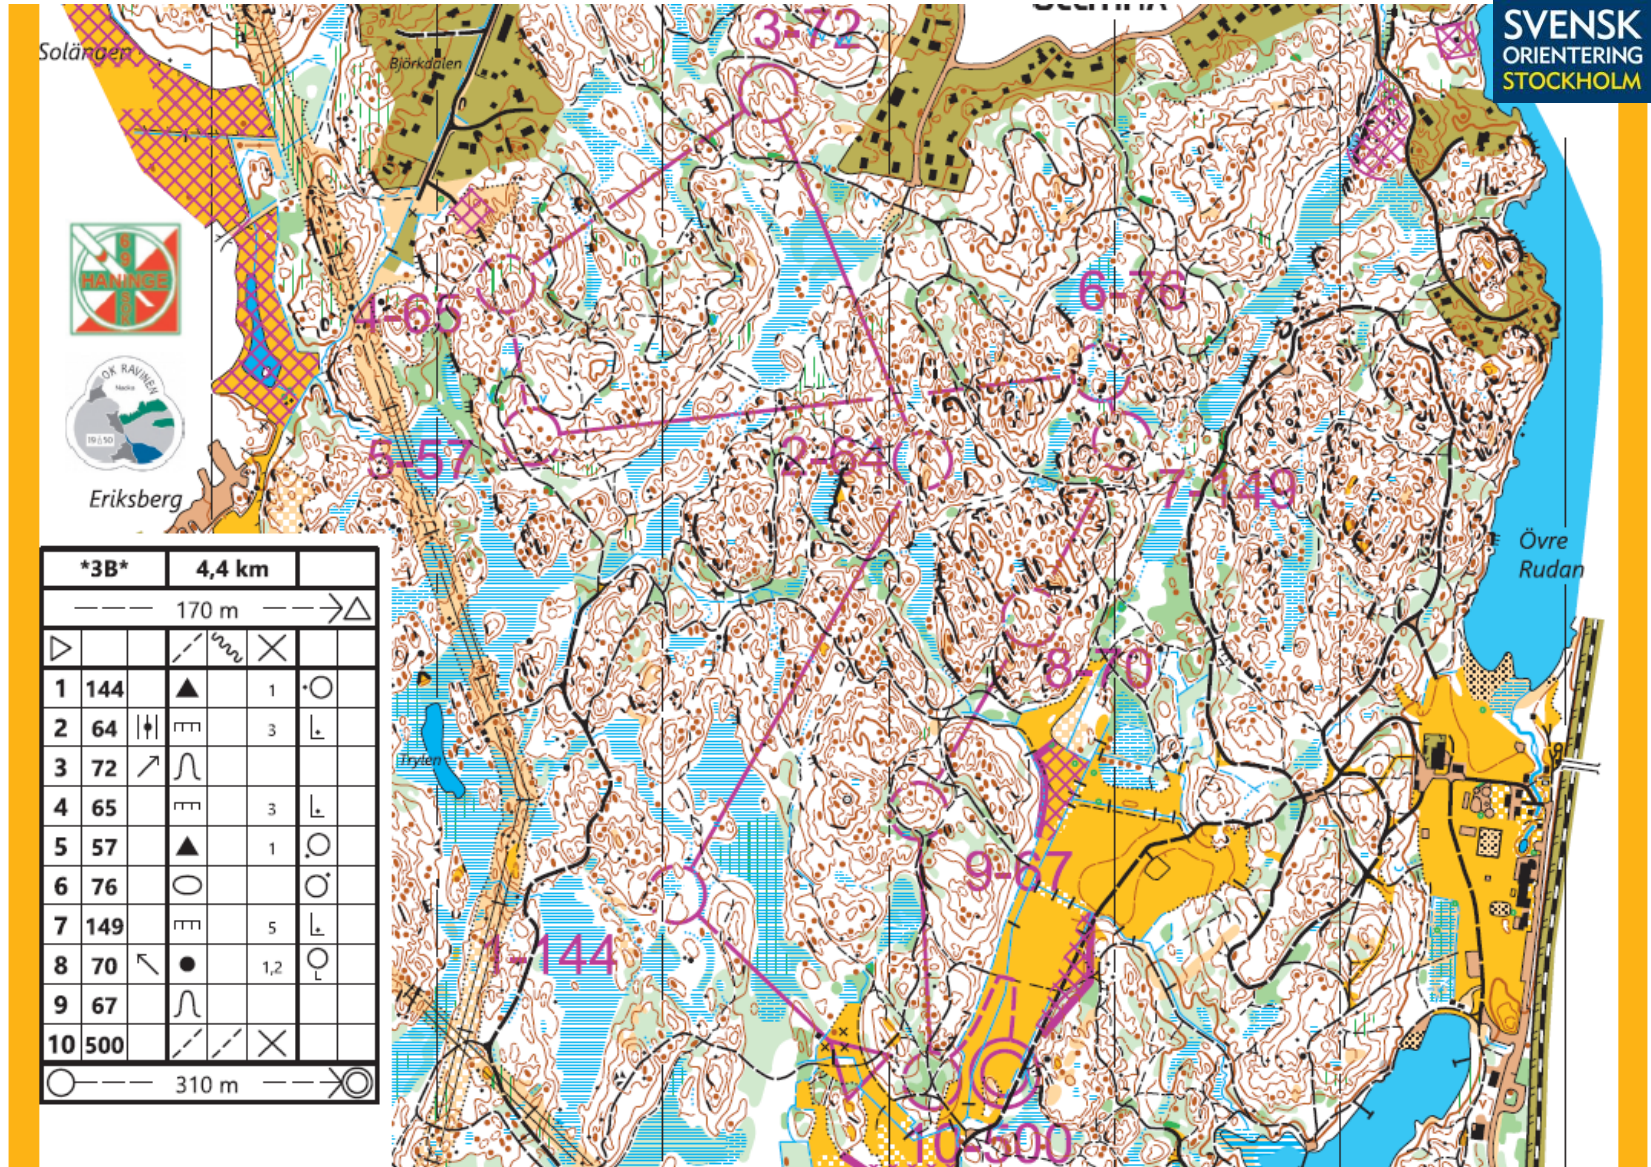 SVENSK
ORIENTERING
STOCKHOLM
3-72
Solängen
Björkdalen
HANINGE
4-65
6-76
OK RAVINEN
Nacka
1950
5-57
2-64
7-149
Eriksberg
Övre
Rudan
*3B* 4,4 km
170 m
1 144 1
2 64 3
3 72
4 65 3
5 57 1
6 76
7 149 5
8 70 1,2
9 67
10 500
310 m
8-70
Trylen
9-67
1-144
10-500